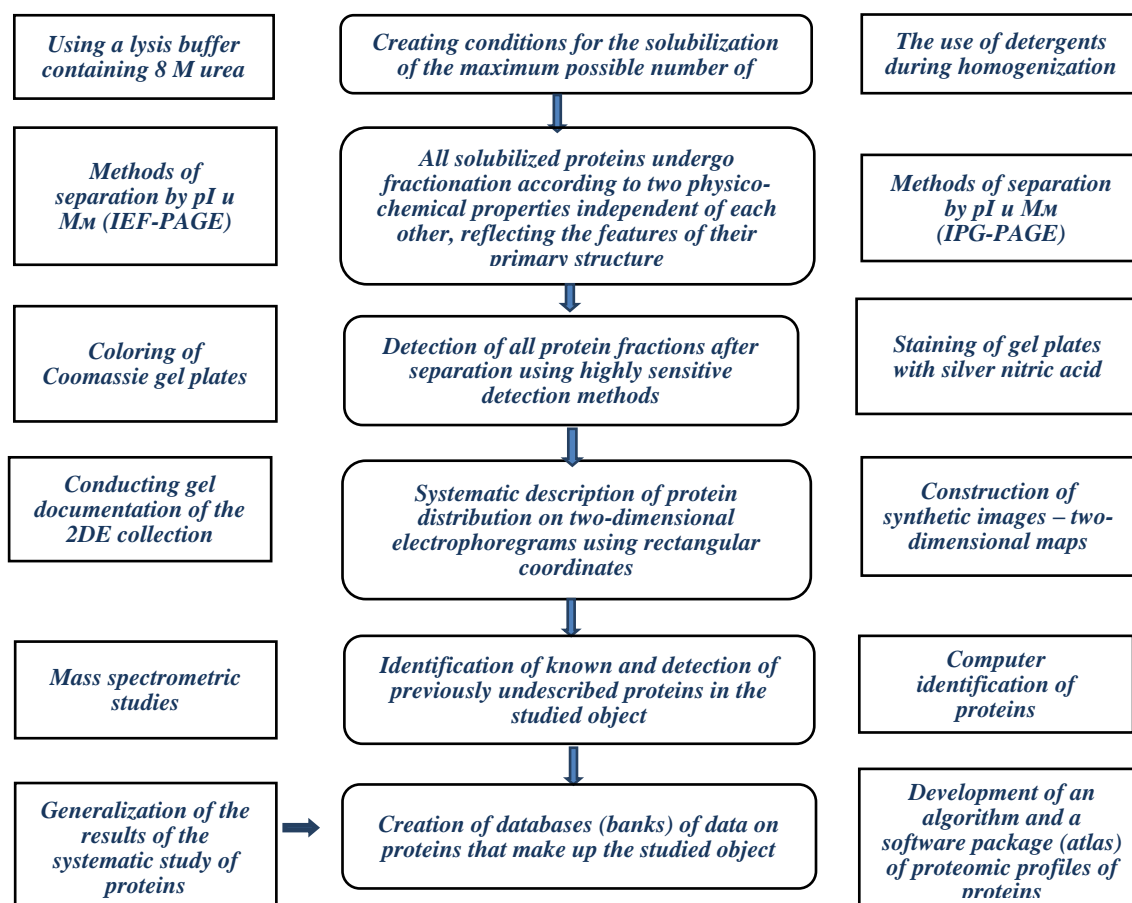 Using a lysis buffer
containing 8 M urea
Creating conditions for the solubilization
of the maximum possible number of
The use of detergents
during homogenization
Methods of
separation by pI и
Мм (IEF-PAGE)
All solubilized proteins undergo
fractionation according to two physico-
chemical properties independent of each
other, reflecting the features of their
primary structure
Methods of separation
by pI и Мм
(IPG-PAGE)
Coloring of
Coomassie gel plates
Detection of all protein fractions after
separation using highly sensitive
detection methods
Staining of gel plates
with silver nitric acid
Conducting gel
documentation of the
2DE collection
Systematic description of protein
distribution on two-dimensional
electrophoregrams using rectangular
coordinates
Construction of
synthetic images – two-
dimensional maps
Mass spectrometric
studies
Identification of known and detection of
previously undescribed proteins in the
studied object
Computer
identification of
proteins
Generalization of the
results of the
systematic study of
proteins
Creation of databases (banks) of data on
proteins that make up the studied object
Development of an
algorithm and a
software package (atlas)
of proteomic profiles of
proteins